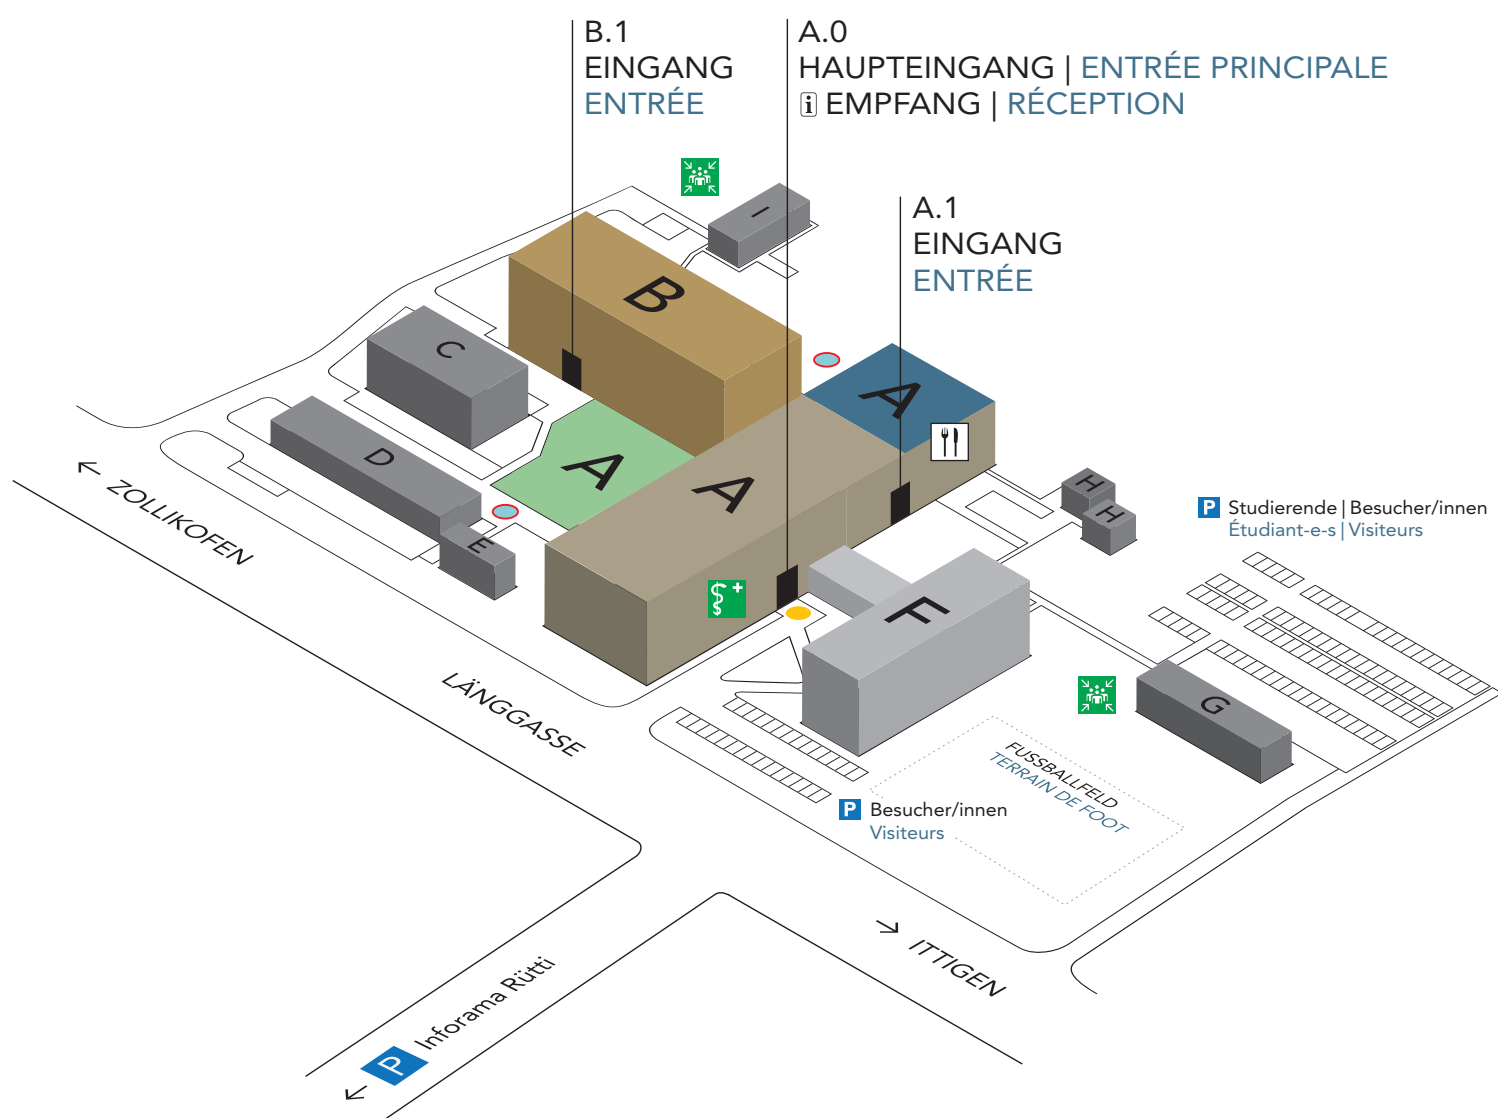 B.1
EINGANG
ENTRÉE
A.0
HAUPTEINGANG | ENTRÉE PRINCIPALE
i EMPFANG | RÉCEPTION
A.1
EINGANG
ENTRÉE
I
B
C
A
D
A
A
E
H
H
F
G
P Studierende | Besucher/innen
Étudiant-e-s | Visiteurs
← ZOLLIKOFEN
LÄNGGASSE
FUSSBALLFELD
TERRAIN DE FOOT
P Besucher/innen
Visiteurs
→ ITTIGEN
← P Inforama Rütti